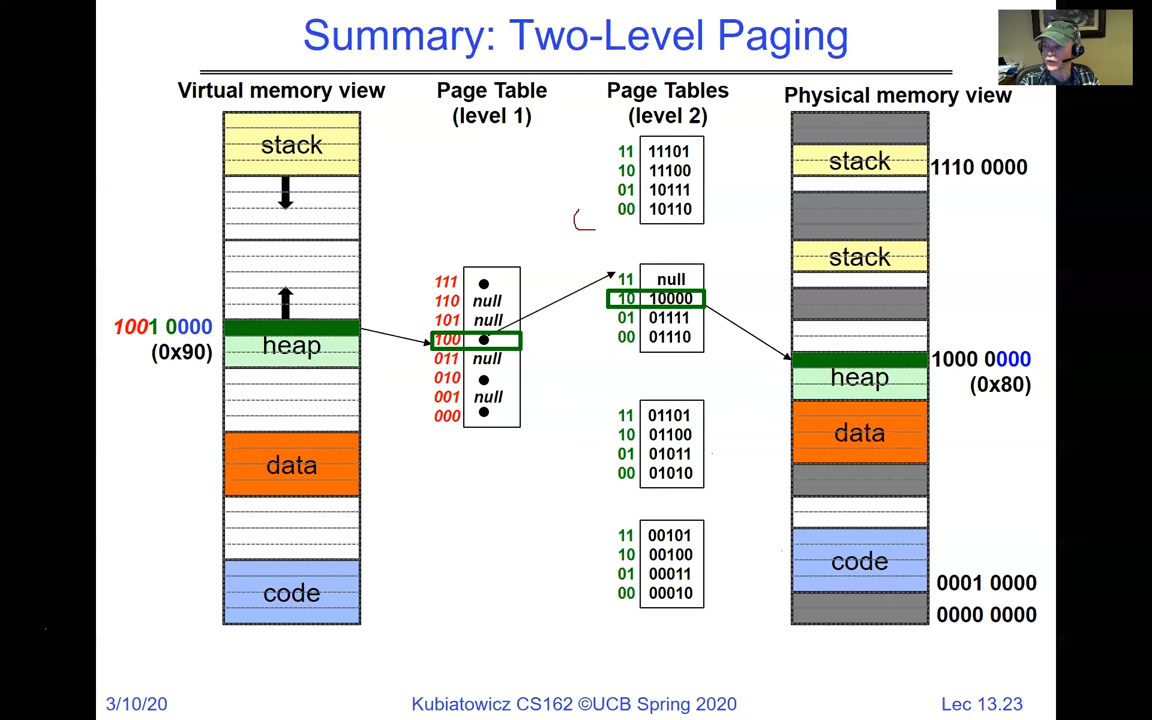 Summary: Two-Level Paging
Virtual memory view
Page Table
(level 1)
Page Tables
(level 2)
Physical memory view
stack
1001 0000
(0x90)
heap
data
code
111
110 null
101 null
100
011 null
010
001 null
000
11 11101
10 11100
01 10111
00 10110
11 null
10 10000
01 01111
00 01110
11 01101
10 01100
01 01011
00 01010
11 00101
10 00100
01 00011
00 00010
stack
1110 0000
stack
1000 0000
heap
(0x80)
data
code
0001 0000
0000 0000
3/10/20
Kubiatowicz CS162 ©UCB Spring 2020
Lec 13.23